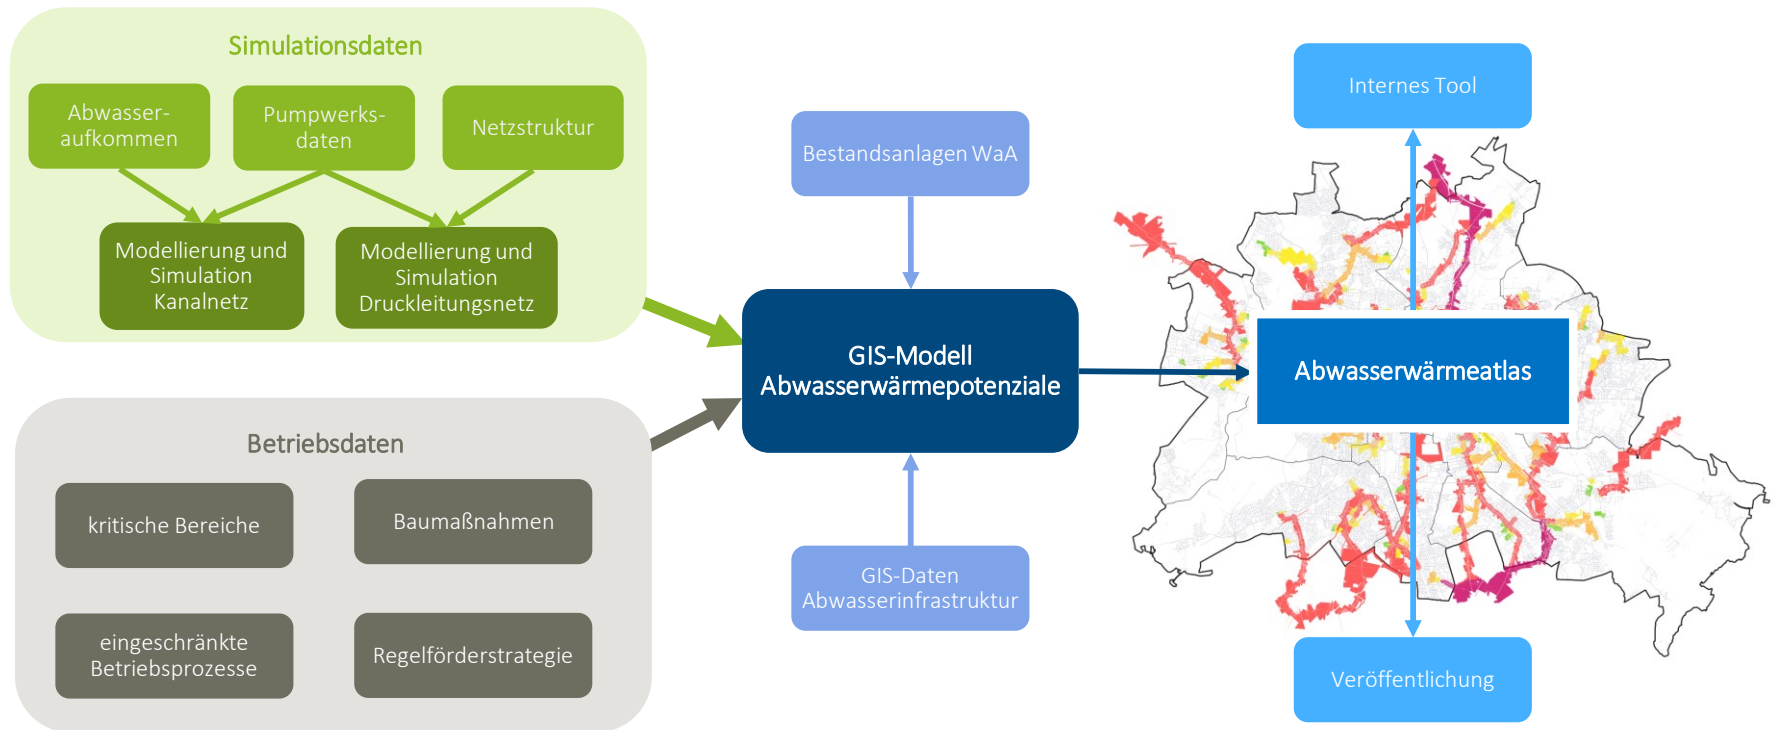 Simulationsdaten
Abwasser-
aufkommen
Pumpwerks-
daten
Netzstruktur
Modellierung und
Simulation
Kanalnetz
Modellierung und
Simulation
Druckleitungsnetz
Betriebsdaten
kritische Bereiche
Baumaßnahmen
eingeschränkte
Betriebsprozesse
Regelförderstrategie
Bestandsanlagen WaA
GIS-Modell
Abwasserwärmepotenziale
GIS-Daten
Abwasserinfrastruktur
Internes Tool
Abwasserwärmeatlas
Veröffentlichung